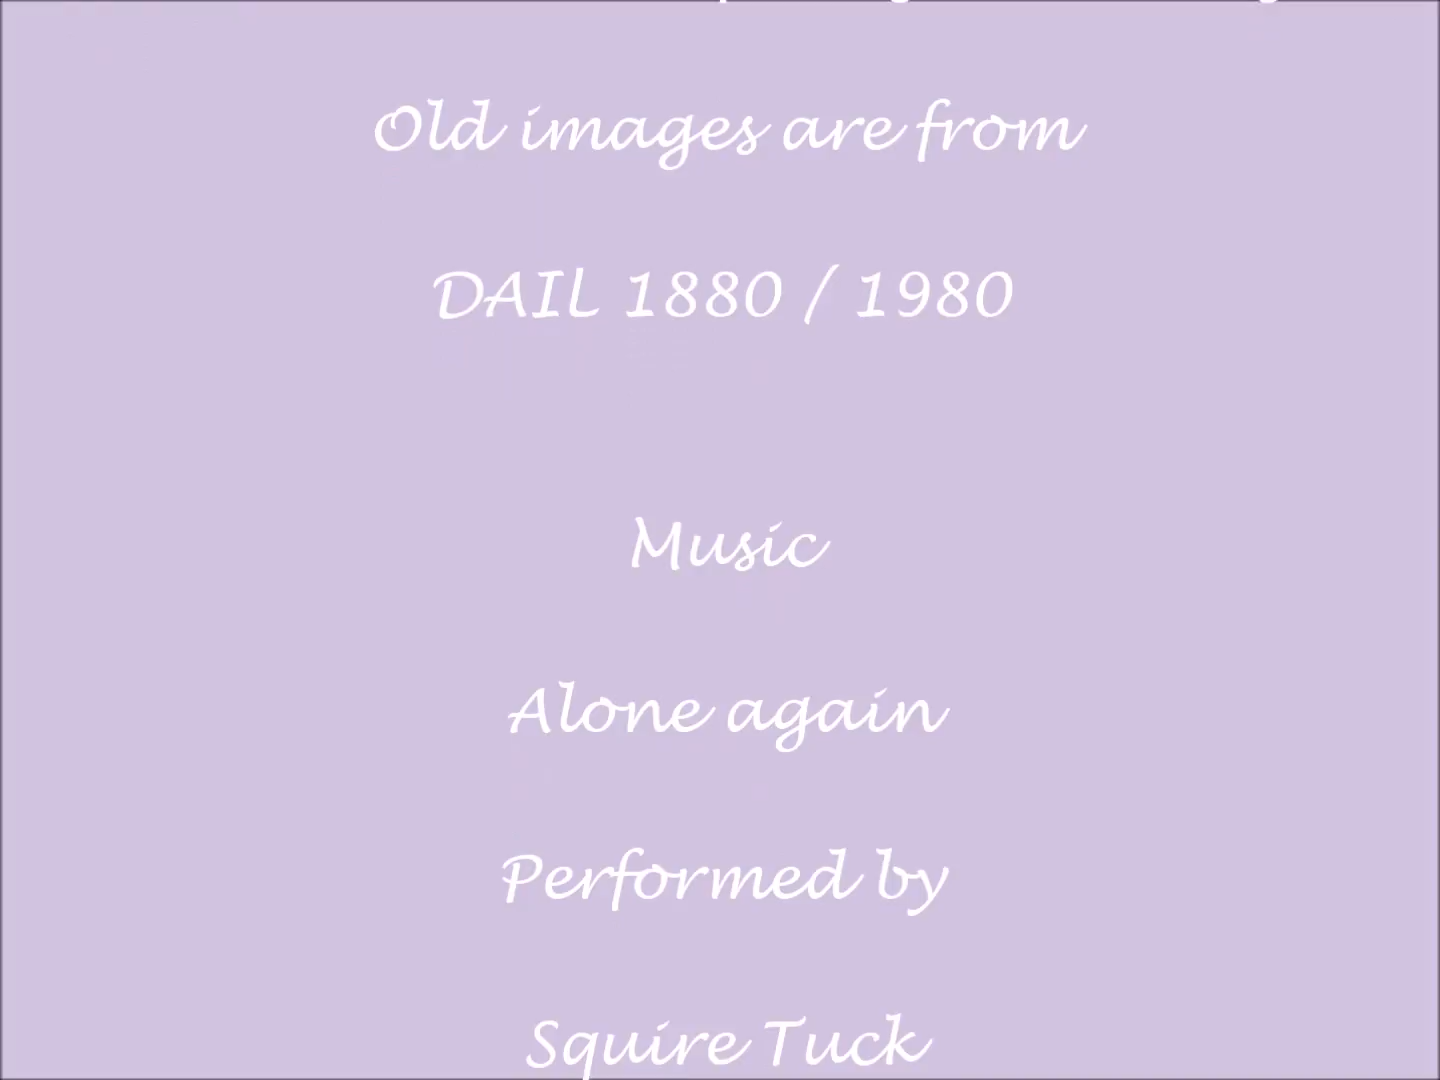 Old images are from
DAIL 1880 / 1980
Music
Alone again
Performed by
Squire Tuck